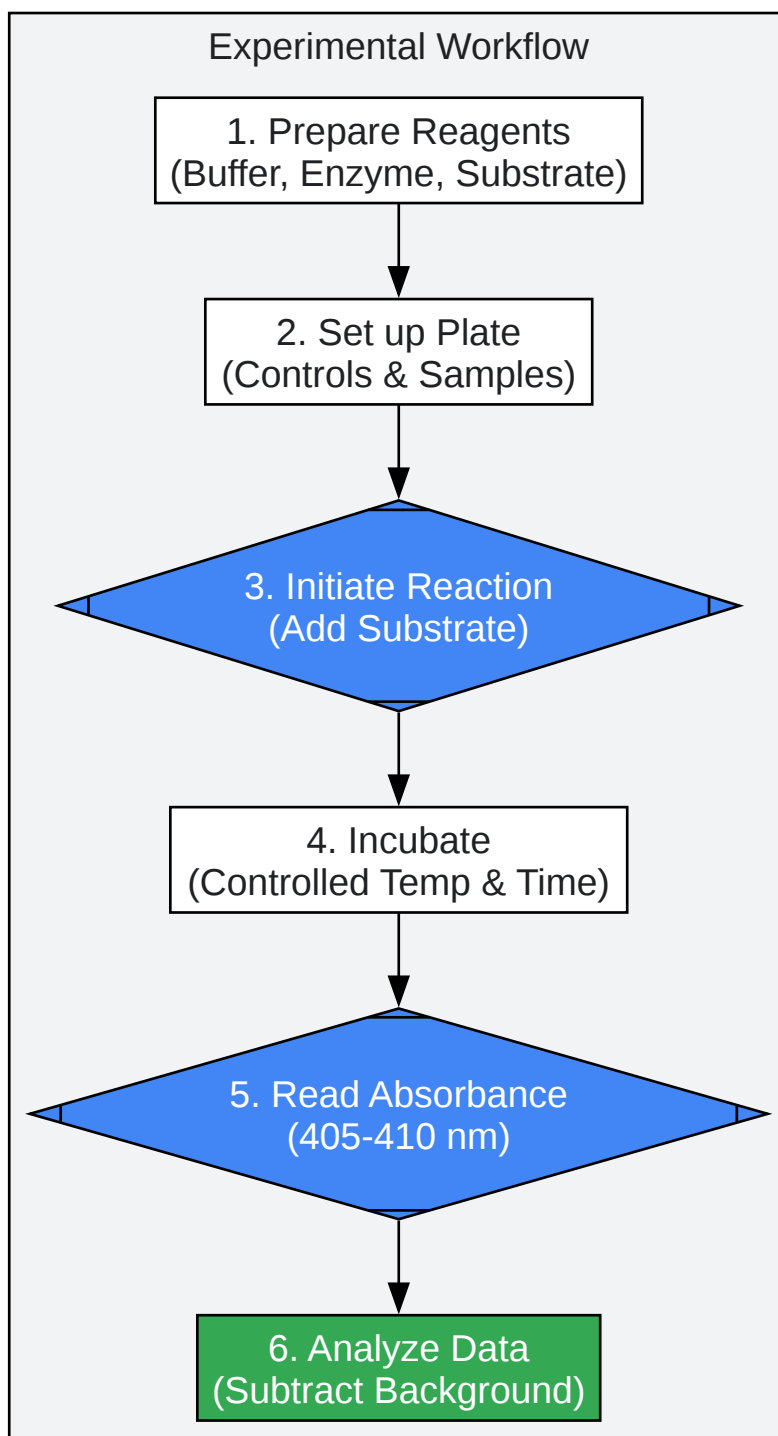 Experimental Workflow
1. Prepare Reagents
(Buffer, Enzyme, Substrate)
2. Set up Plate
(Controls & Samples)
3. Initiate Reaction
(Add Substrate)
4. Incubate
(Controlled Temp & Time)
5. Read Absorbance
(405-410 nm)
6. Analyze Data
(Subtract Background)